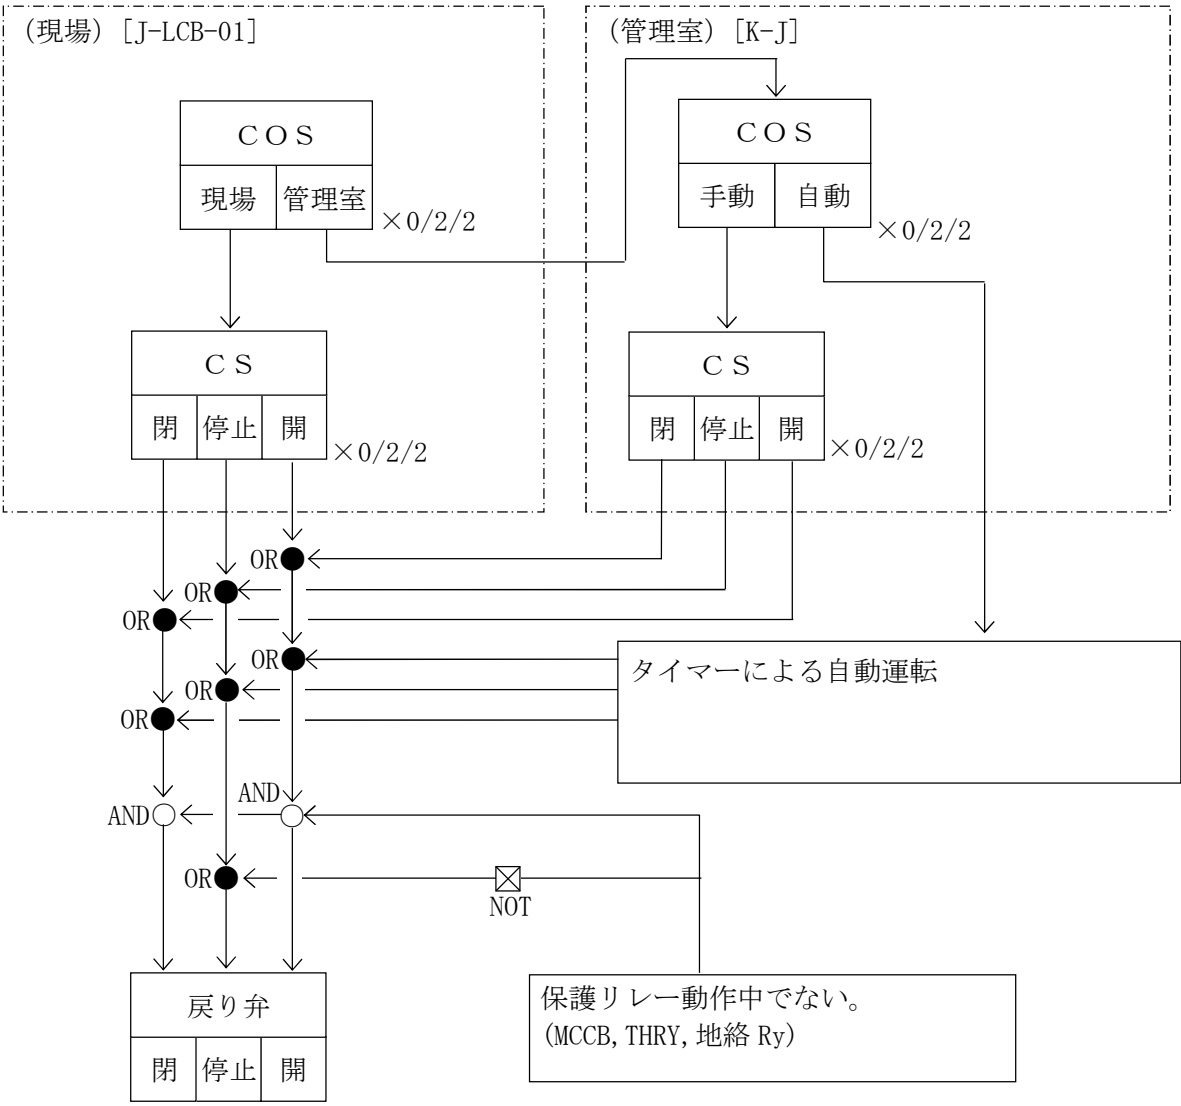 (現場) [J-LCB-01]
(管理室) [K-J]
ＣＯＳ
現場 管理室
×0/2/2
ＣＯＳ
手動 自動
×0/2/2
ＣＳ
閉 停止 開
×0/2/2
ＣＳ
閉 停止 開
×0/2/2
OR
OR
OR
OR
OR
OR
タイマーによる自動運転
AND
AND
OR
NOT
戻り弁
閉 停止 開
保護リレー動作中でない。
(MCCB,THRY,地絡 Ry)